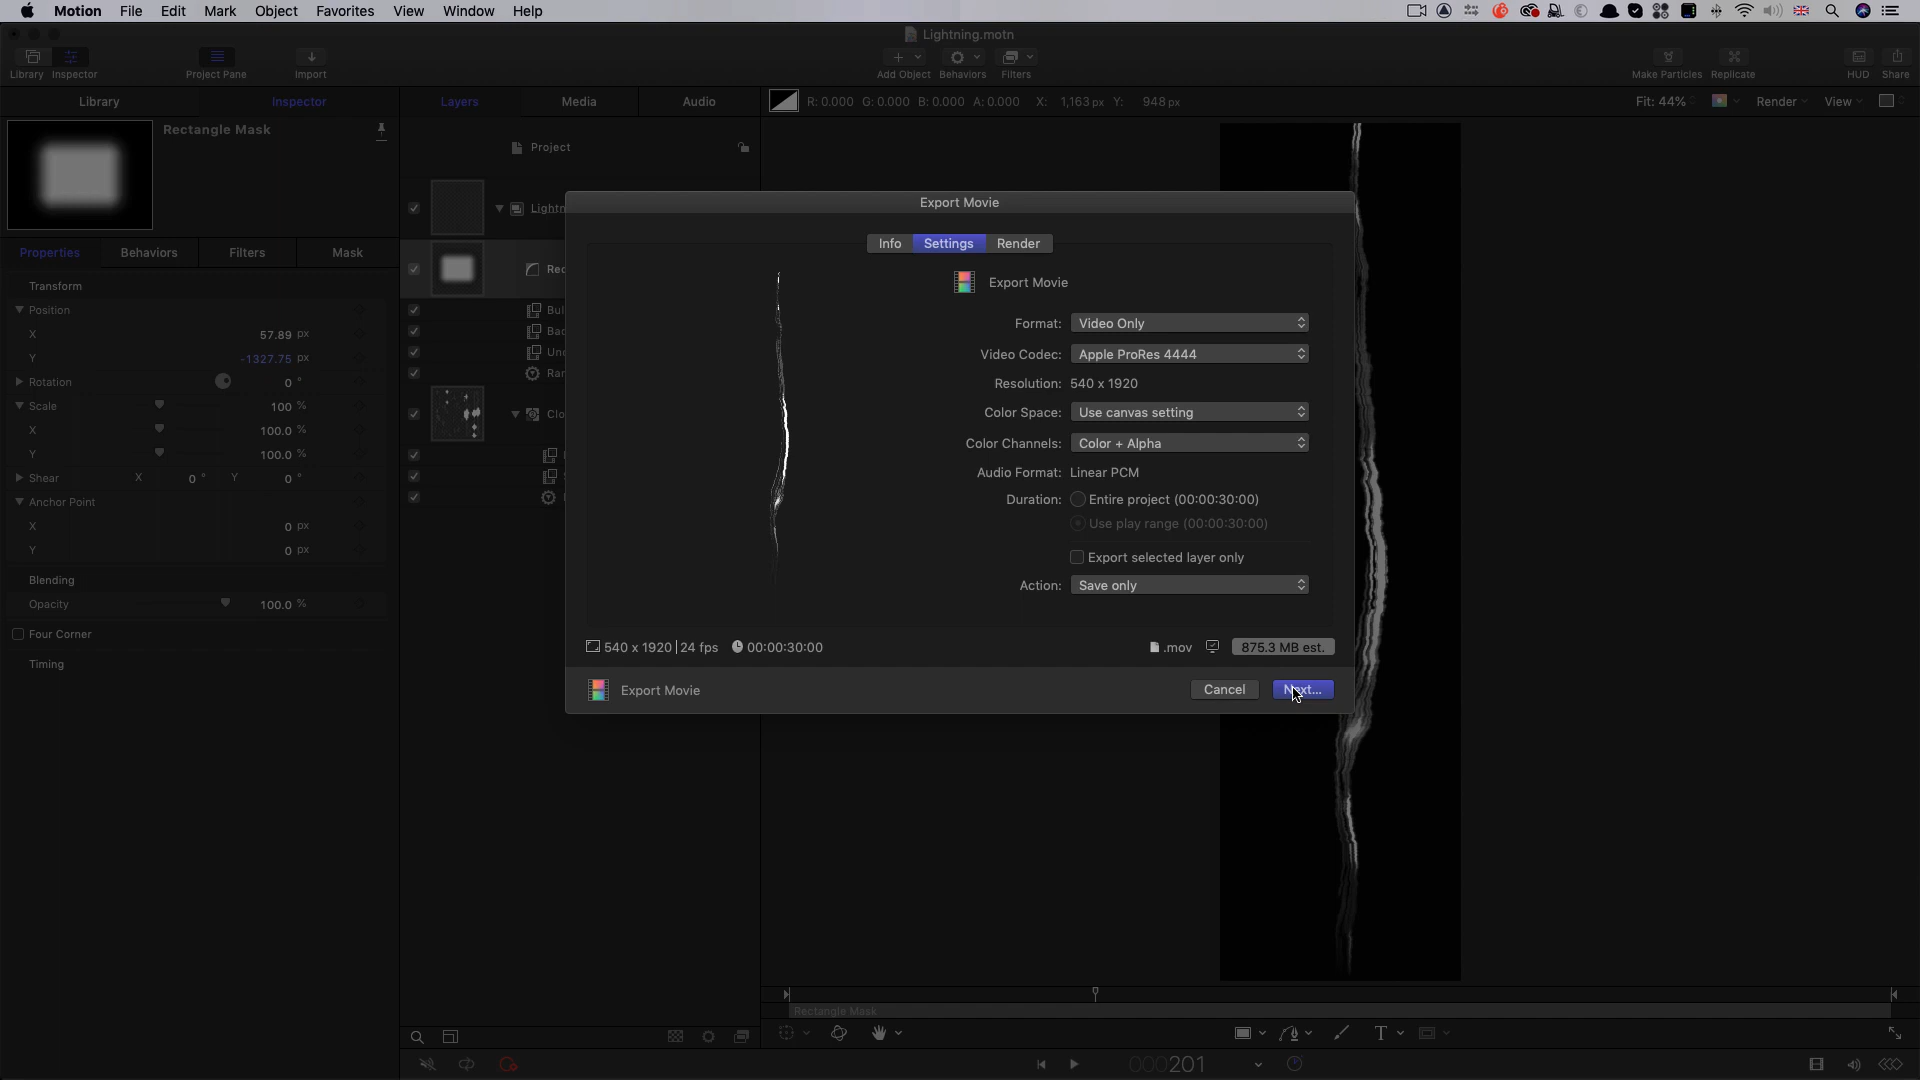 Motion File Edit Mark Object Favorites View Window Help
Lightning.motn
Library Inspector Project Pane Import Add Object Behaviors Filters Make Particles Replicate HUD Share
Library Inspector Layers Media Audio R: 0.000 G: 0.000 B: 0.000 A: 0.000 X: 1,163 px Y: 948 px Fit: 44% Render View
Rectangle Mask
Project
Lightn
Properties Behaviors Filters Mask
Rec
Transform
Position
X 57.89 px
Y -1327.75 px
Rotation 0 °
Scale 100 %
X 100.0 %
Y 100.0 %
Shear X 0 ° Y 0 °
Anchor Point
X 0 px
Y 0 px
Blending
Opacity 100.0 %
Four Corner
Timing
Bul
Bac
Unc
Ran
Clo
Export Movie
Info Settings Render
Export Movie
Format: Video Only
Video Codec: Apple ProRes 4444
Resolution: 540 x 1920
Color Space: Use canvas setting
Color Channels: Color + Alpha
Audio Format: Linear PCM
Duration: Entire project (00:00:30:00)
Use play range (00:00:30:00)
Export selected layer only
Action: Save only
540 x 1920 | 24 fps 00:00:30:00 .mov 875.3 MB est.
Export Movie Cancel Next...
Rectangle Mask
T
000201